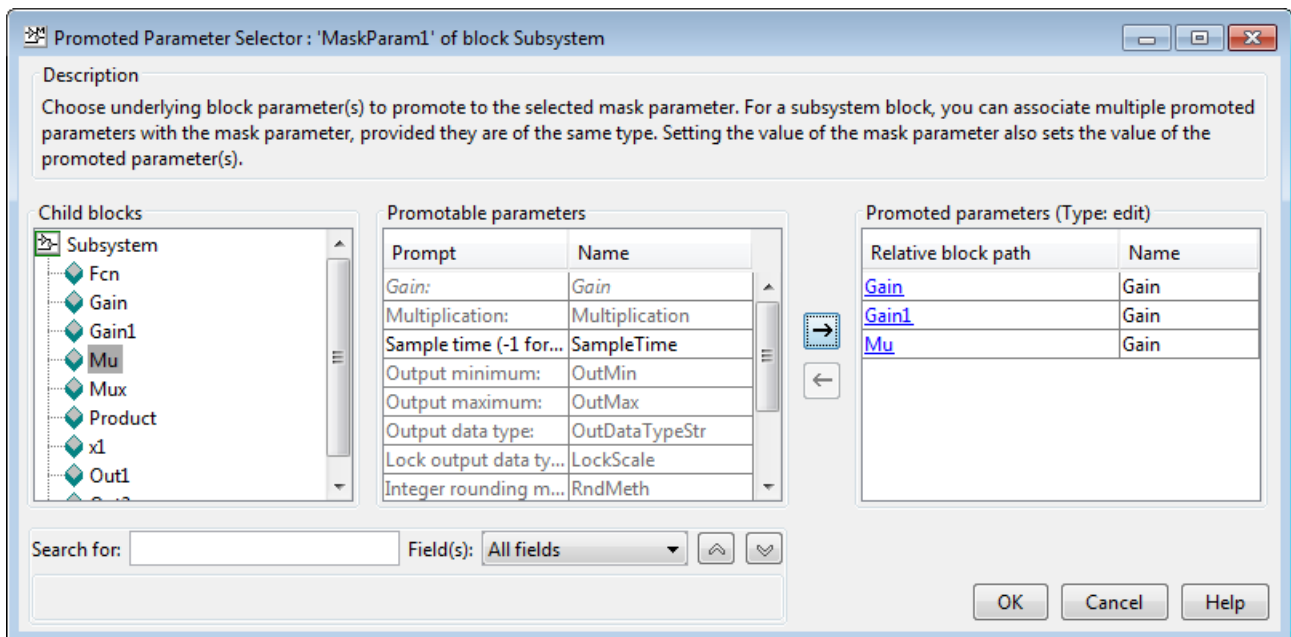 Promoted Parameter Selector : 'MaskParam1' of block Subsystem
Description
Choose underlying block parameter(s) to promote to the selected mask parameter. For a subsystem block, you can associate multiple promoted
parameters with the mask parameter, provided they are of the same type. Setting the value of the mask parameter also sets the value of the
promoted parameter(s).
Child blocks
Subsystem
Fcn
Gain
Gain1
Mu
Mux
Product
x1
Out1
Promotable parameters
Prompt Name
Gain: Gain
Multiplication: Multiplication
Sample time (-1 for... SampleTime
Output minimum: OutMin
Output maximum: OutMax
Output data type: OutDataTypeStr
Lock output data ty... LockScale
Integer rounding m... RndMeth
Promoted parameters (Type: edit)
Relative block path Name
Gain Gain
Gain1 Gain
Mu Gain
Search for: Field(s): All fields
OK Cancel Help